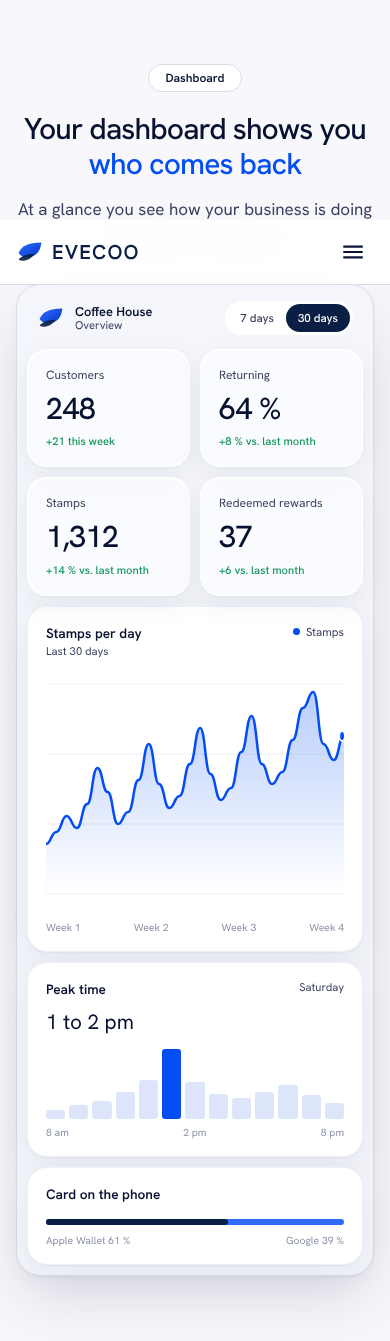 Dashboard
Your dashboard shows you
who comes back
At a glance you see how your business is doing
EVECOO
Coffee House
Overview
7 days
30 days
Customers
248
+21 this week
Returning
64 %
+8 % vs. last month
Stamps
1,312
+14 % vs. last month
Redeemed rewards
37
+6 vs. last month
Stamps per day
Last 30 days
Stamps
Week 1
Week 2
Week 3
Week 4
Peak time
Saturday
1 to 2 pm
8 am
2 pm
8 pm
Card on the phone
Apple Wallet 61 %
Google 39 %